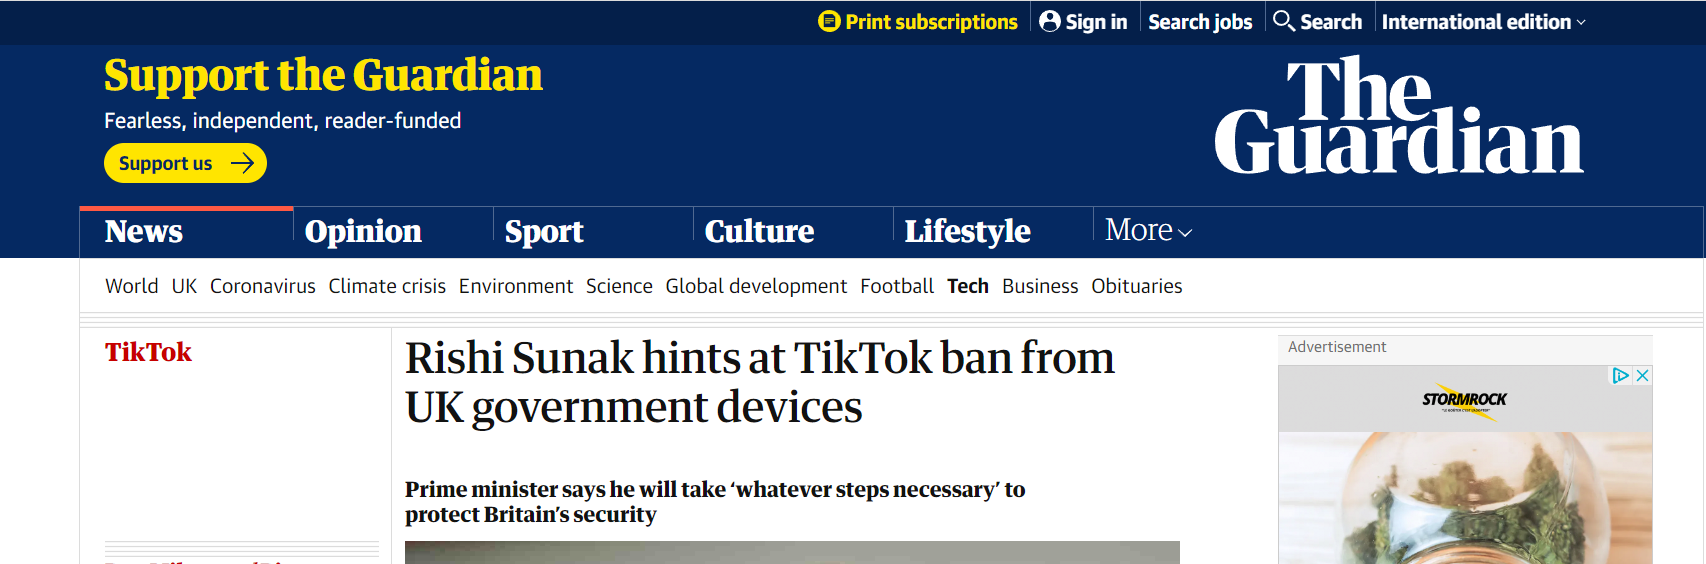 Print subscriptions
Sign in
Search jobs
Search
International edition
Support the Guardian
Fearless, independent, reader-funded
Support us
The
Guardian
News
Opinion
Sport
Culture
Lifestyle
More
World UK Coronavirus Climate crisis Environment Science Global development Football Tech Business Obituaries
TikTok
Rishi Sunak hints at TikTok ban from
UK government devices
Prime minister says he will take ‘whatever steps necessary’ to
protect Britain’s security
Advertisement
STORMROCK